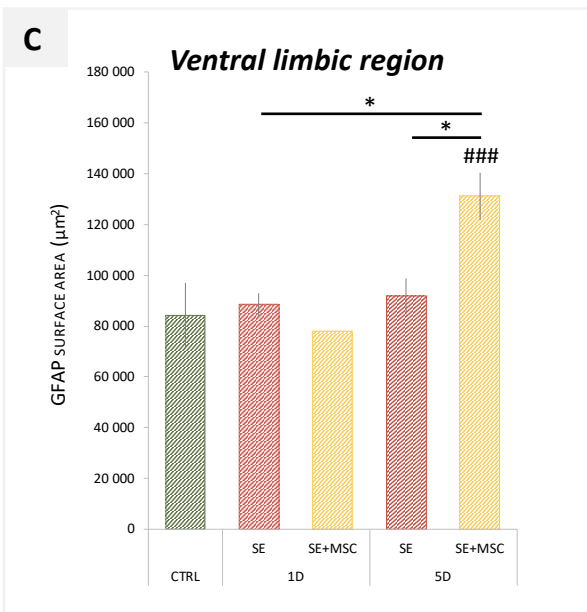 C
Ventral limbic region
GFAP SURFACE AREA (µm²)
180 000
160 000
140 000
120 000
100 000
80 000
60 000
40 000
20 000
0
*
*
###
SE
SE+MSC
SE
SE+MSC
CTRL
1D
5D